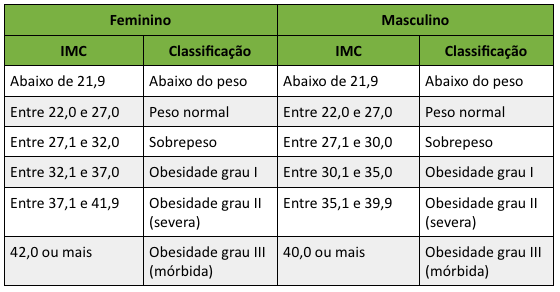 Feminino Masculino
IMC Classificação IMC Classificação
Abaixo de 21,9 Abaixo do peso Abaixo de 21,9 Abaixo do peso
Entre 22,0 e 27,0 Peso normal Entre 22,0 e 27,0 Peso normal
Entre 27,1 e 32,0 Sobrepeso Entre 27,1 e 30,0 Sobrepeso
Entre 32,1 e 37,0 Obesidade grau I Entre 30,1 e 35,0 Obesidade grau I
Entre 37,1 e 41,9 Obesidade grau II Entre 35,1 e 39,9 Obesidade grau II
(severa) (severa)
42,0 ou mais Obesidade grau III 40,0 ou mais Obesidade grau III
(mórbida) (mórbida)